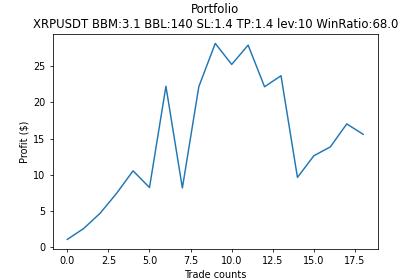 Portfolio
XRPUSDT BBM:3.1 BBL:140 SL:1.4 TP:1.4 lev:10 WinRatio:68.0
Profit ($)
25
20
15
10
5
0
0.0 2.5 5.0 7.5 10.0 12.5 15.0 17.5
Trade counts